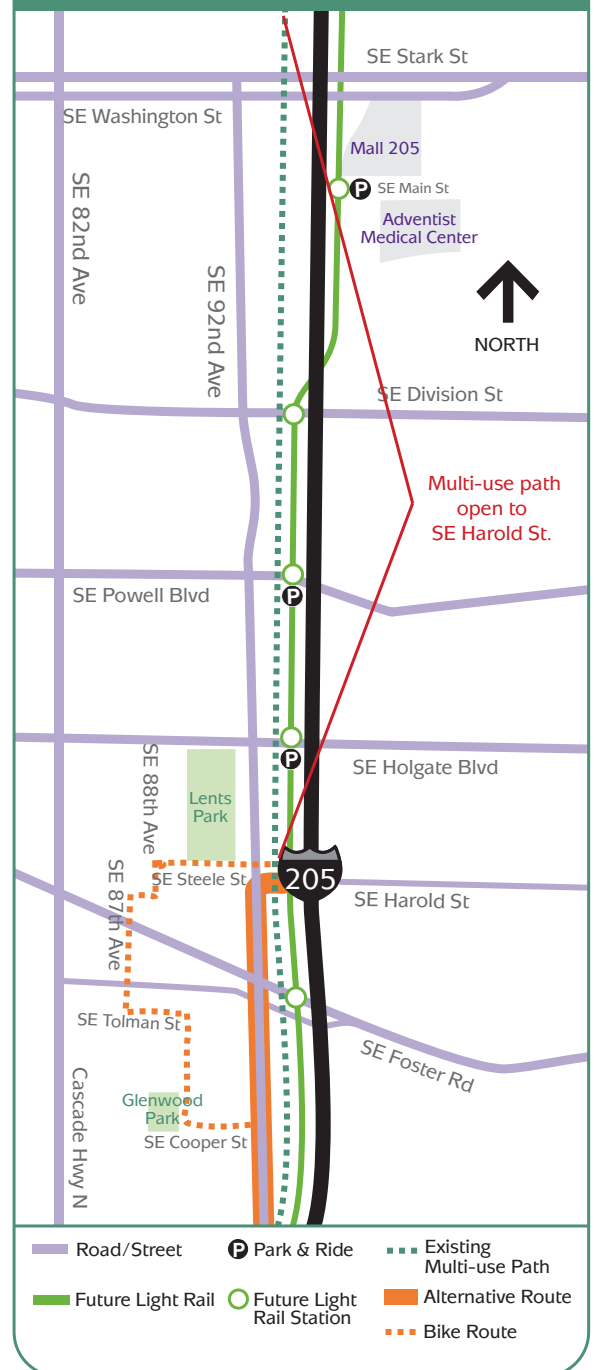 SE Stark St
SE Washington St
Mall 205
P
SE Main St
Adventist
Medical Center
SE 82nd Ave
SE 92nd Ave
NORTH
SE Division St
Multi-use path
open to
SE Harold St.
SE Powell Blvd
P
SE Holgate Blvd
P
SE 88th Ave
Lents
Park
SE Steele St
205
SE Harold St
SE 87th Ave
SE Tolman St
SE Foster Rd
Cascade Hwy N
Glenwood
Park
SE Cooper St
Road/Street
P Park & Ride
Existing
Multi-use Path
Future Light Rail
Future Light
Rail Station
Alternative Route
Bike Route